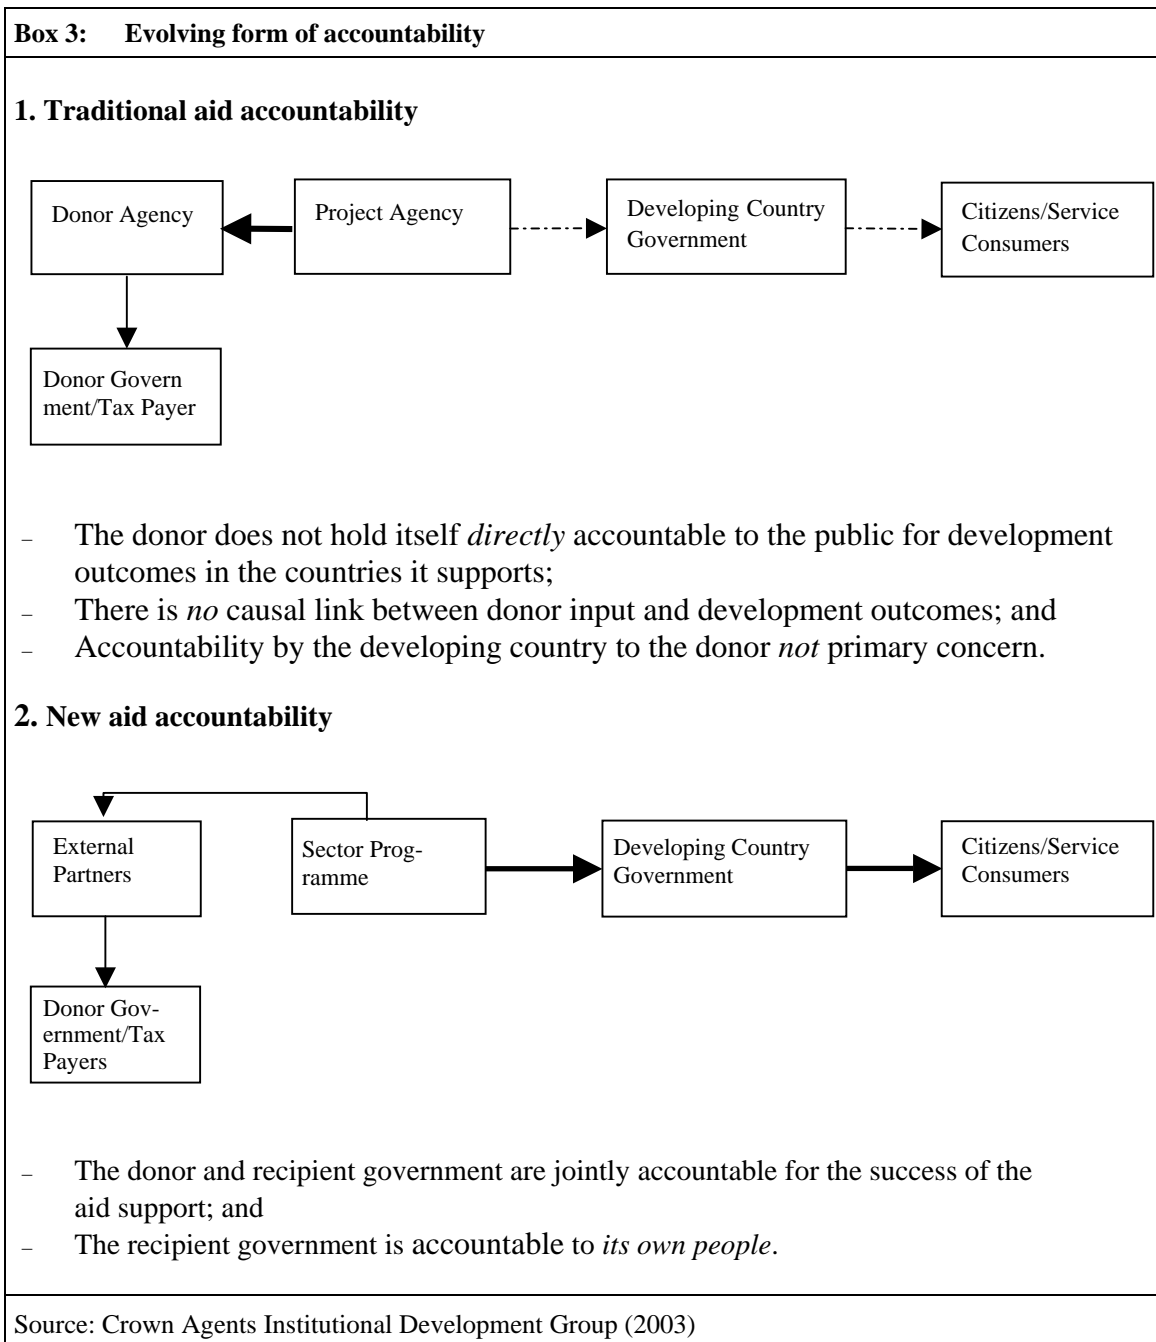 Box 3: Evolving form of accountability
1. Traditional aid accountability
Donor Agency
Project Agency
Developing Country
Government
Citizens/Service
Consumers
Donor Govern
ment/Tax Payer
– The donor does not hold itself directly accountable to the public for development
outcomes in the countries it supports;
– There is no causal link between donor input and development outcomes; and
– Accountability by the developing country to the donor not primary concern.
2. New aid accountability
External
Partners
Sector Prog-
ramme
Developing Country
Government
Citizens/Service
Consumers
Donor Gov-
ernment/Tax
Payers
– The donor and recipient government are jointly accountable for the success of the
aid support; and
– The recipient government is accountable to its own people.
Source: Crown Agents Institutional Development Group (2003)